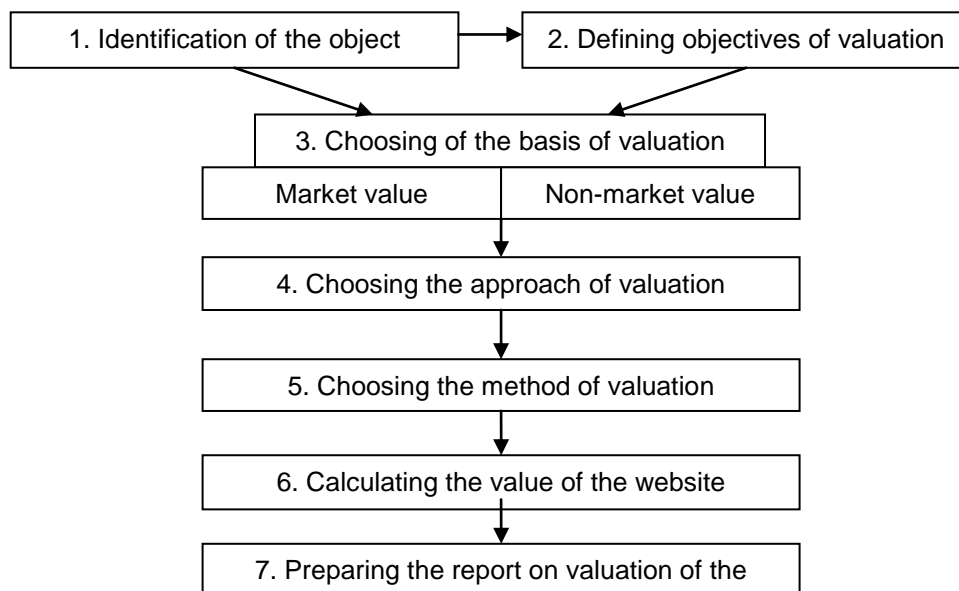 1. Identification of the object
2. Defining objectives of valuation
3. Choosing of the basis of valuation
Market value
Non-market value
4. Choosing the approach of valuation
5. Choosing the method of valuation
6. Calculating the value of the website
7. Preparing the report on valuation of the